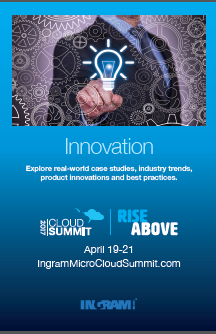 Innovation
Explore real-world case studies, industry trends,
product innovations and best practices.
2017 CLOUD SUMMIT RISE ABOVE
April 19-21
IngramMicroCloudSummit.com
INGRAM